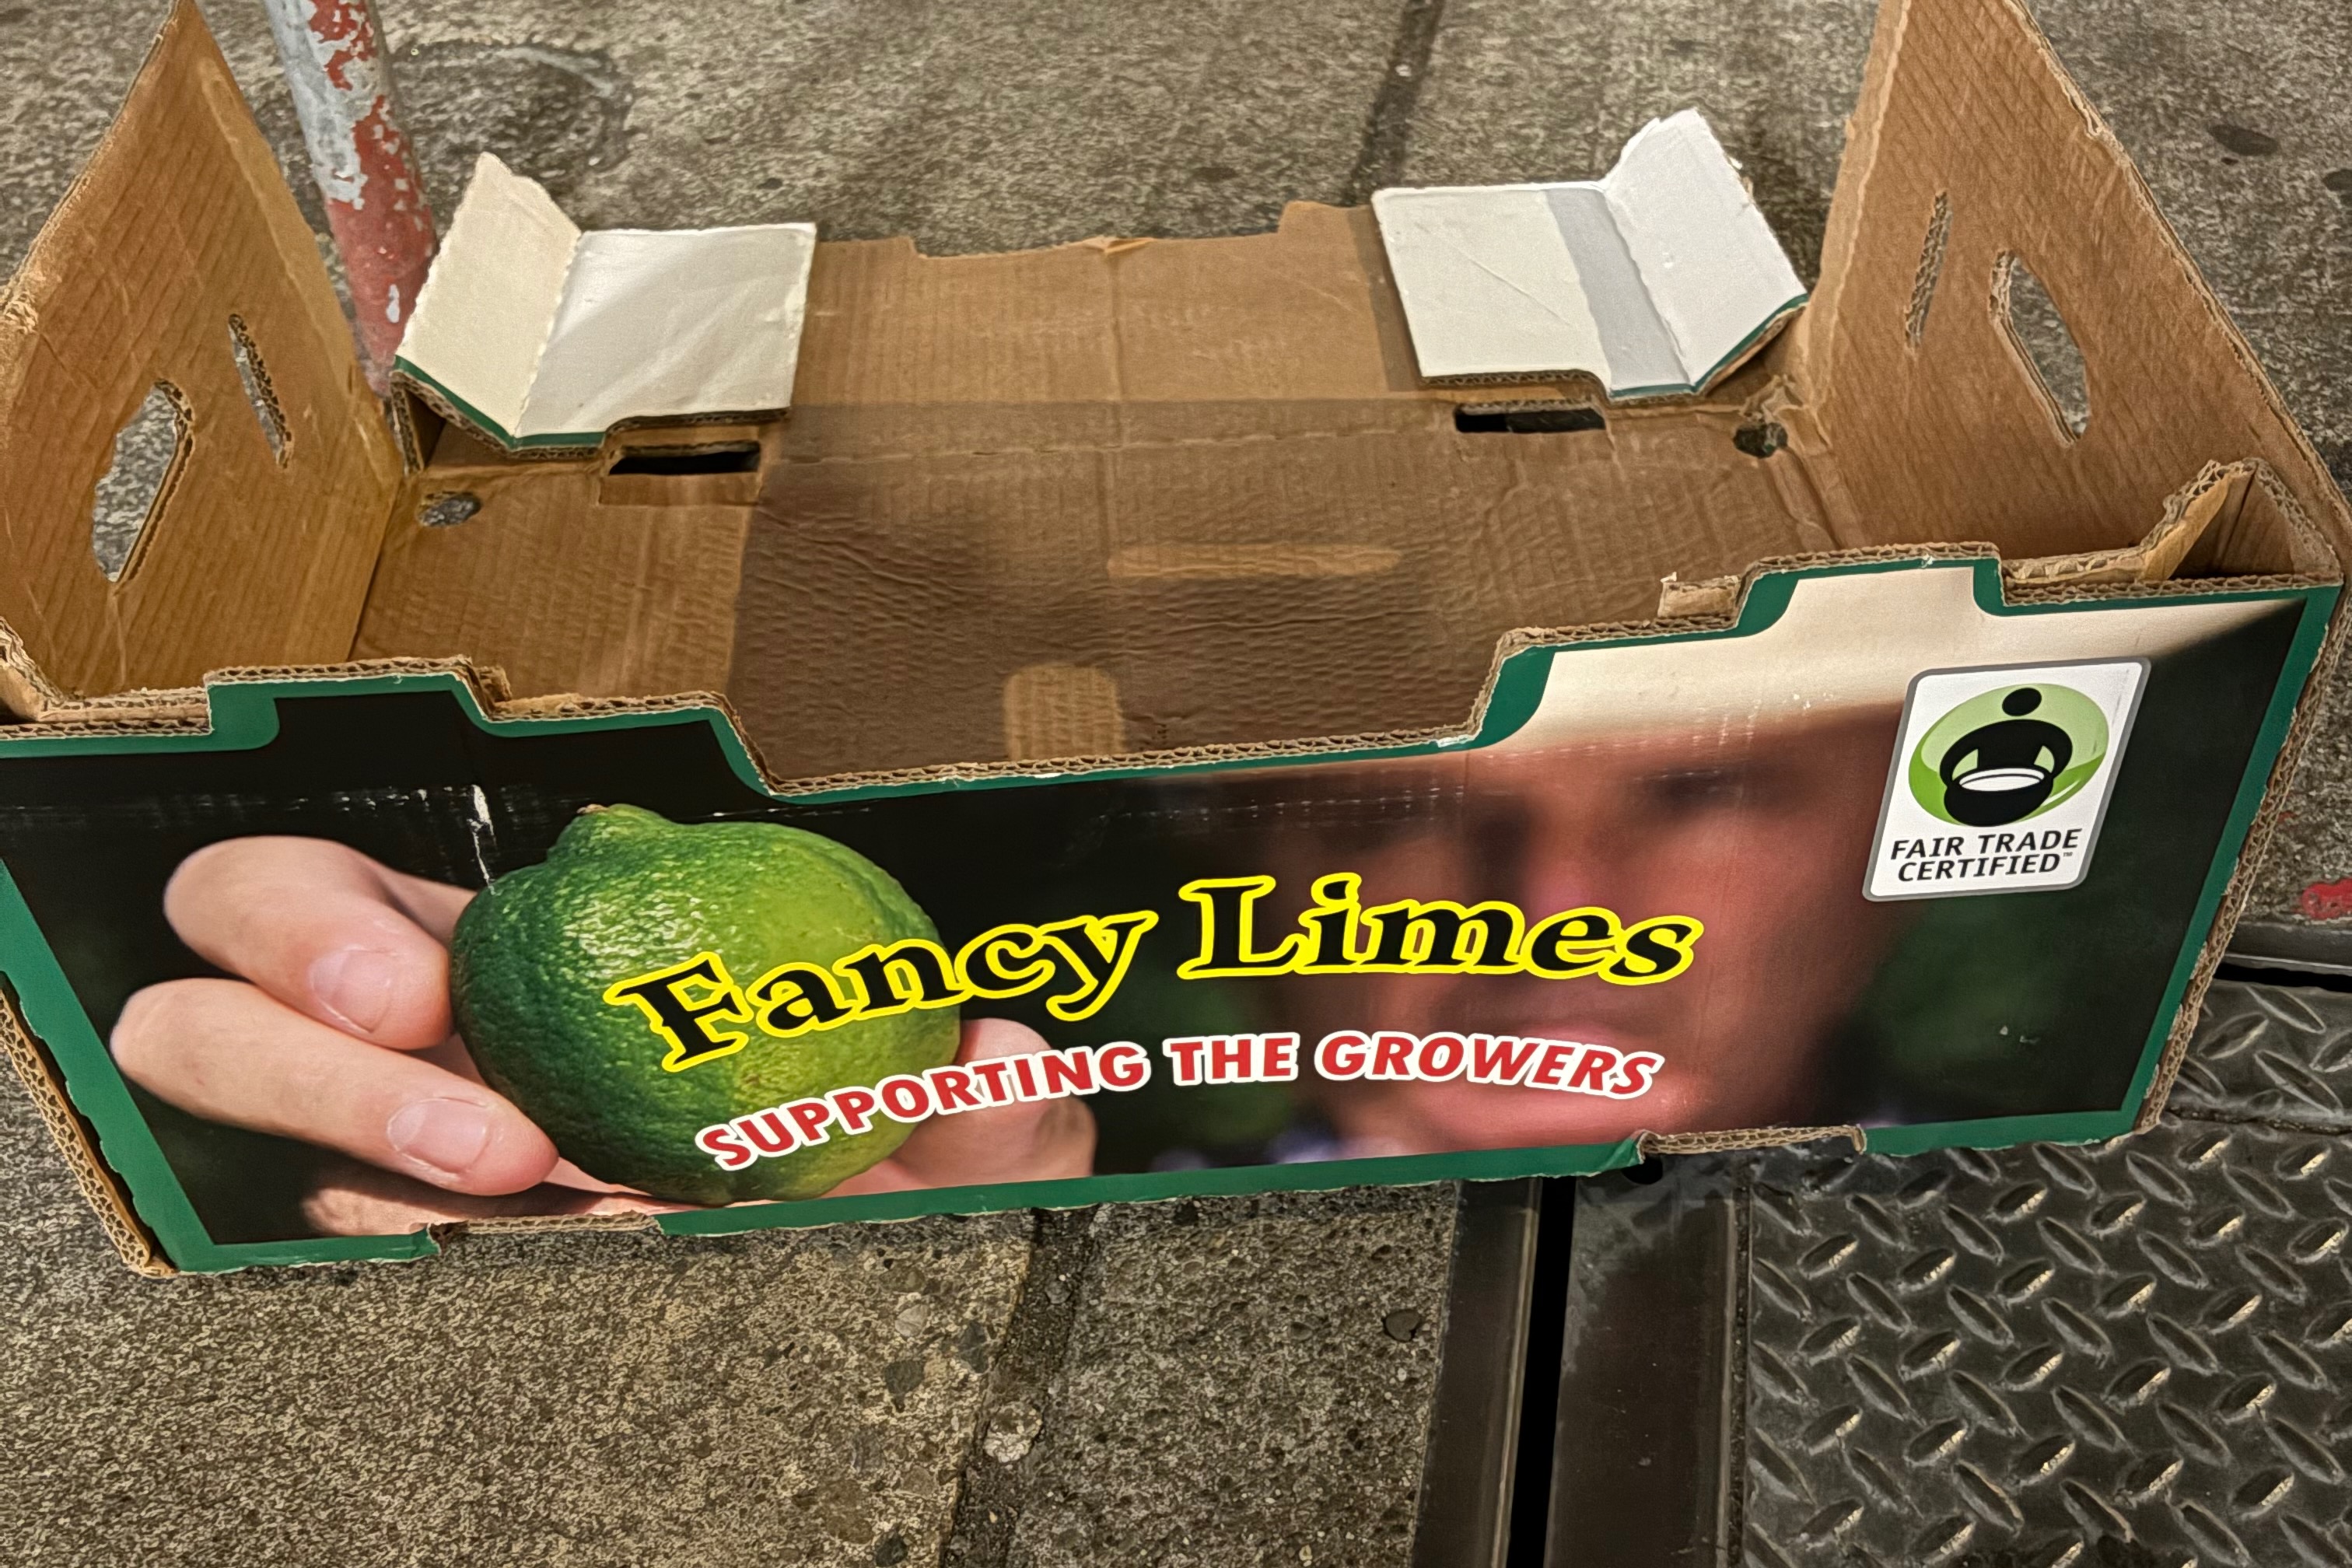 FAIR TRADE
CERTIFIED™
Fancy Limes
SUPPORTING THE GROWERS